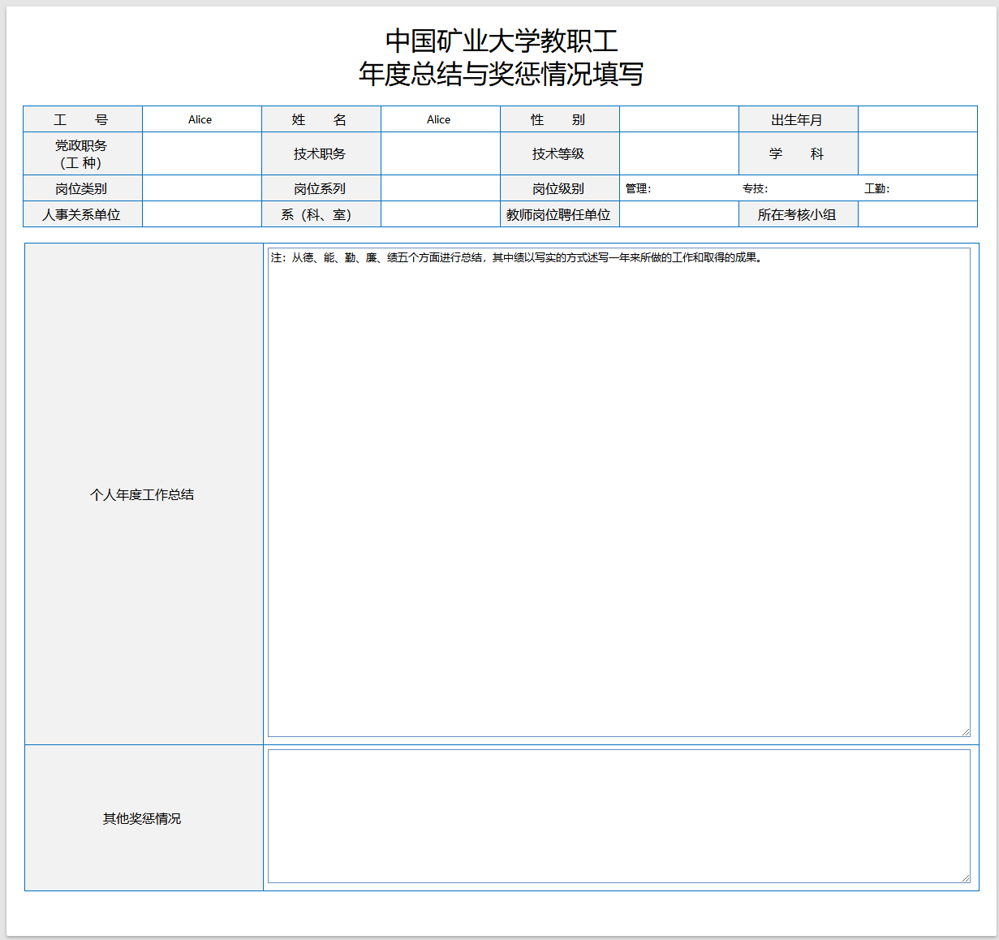 中国矿业大学教职工
年度总结与奖惩情况填写
工 号 Alice 姓 名 Alice 性 别 出生年月
党政职务
（工 种） 技术职务 技术等级 学 科
岗位类别 岗位系列 岗位级别 管理： 专技： 工勤：
人事关系单位 系（科、室） 教师岗位聘任单位 所在考核小组
注：从德、能、勤、廉、绩五个方面进行总结，其中绩以写实的方式述写一年来所做的工作和取得的成果。
个人年度工作总结
其他奖惩情况